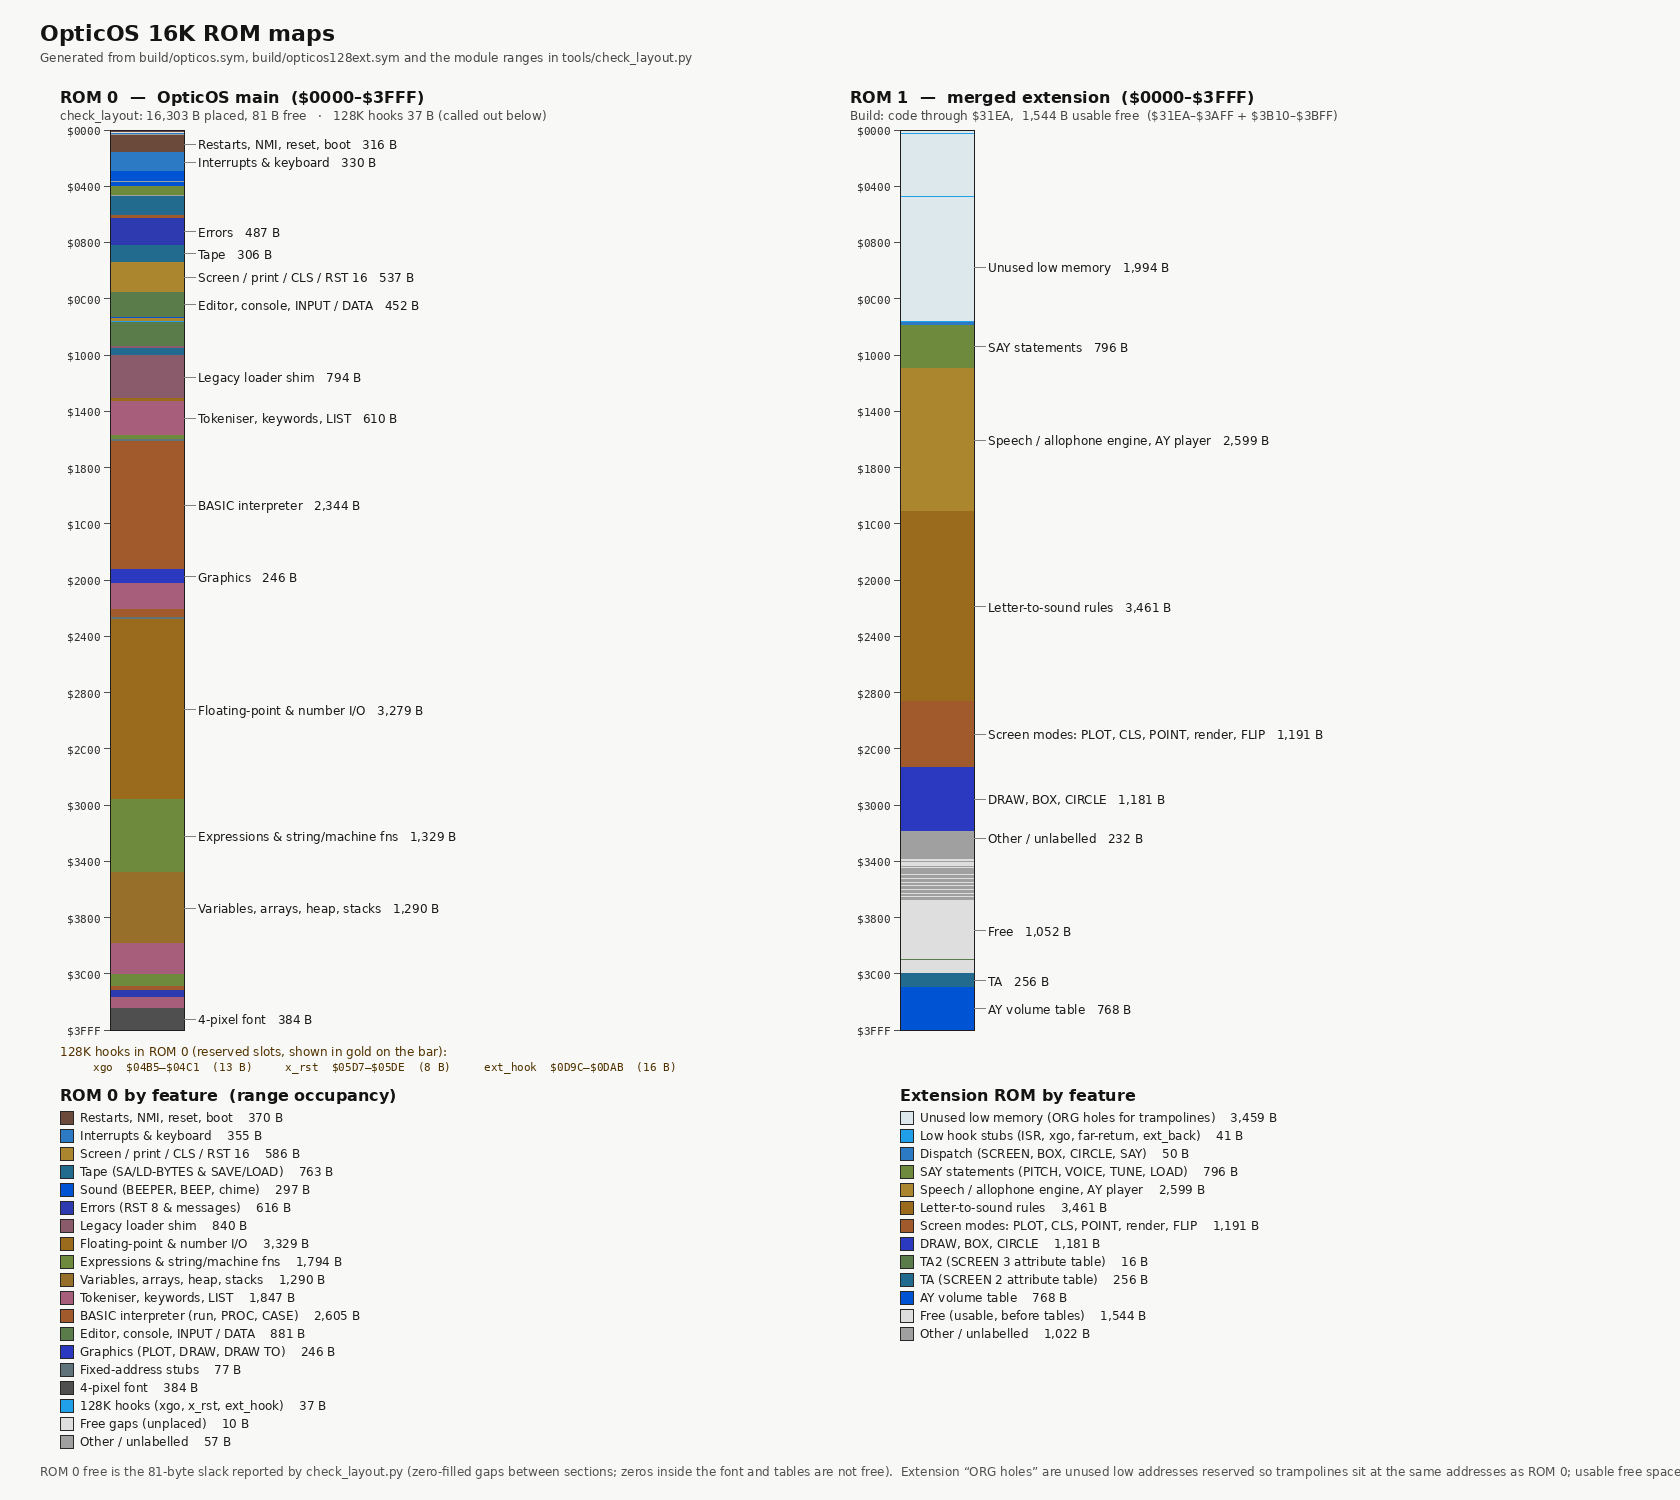 OpticOS 16K ROM maps
Generated from build/opticos.sym, build/opticos128ext.sym and the module ranges in tools/check_layout.py
ROM 0 — OpticOS main ($0000–$3FFF)
check_layout: 16,303 B placed, 81 B free · 128K hooks 37 B (called out below)
$0000
Restarts, NMI, reset, boot 316 B
Interrupts & keyboard 330 B
$0400
Errors 487 B
$0800
Tape 306 B
Screen / print / CLS / RST 16 537 B
$0C00
Editor, console, INPUT / DATA 452 B
$1000
Legacy loader shim 794 B
$1400
Tokeniser, keywords, LIST 610 B
$1800
BASIC interpreter 2,344 B
$1C00
$2000
Graphics 246 B
$2400
$2800
Floating-point & number I/O 3,279 B
$2C00
$3000
Expressions & string/machine fns 1,329 B
$3400
Variables, arrays, heap, stacks 1,290 B
$3800
$3C00
4-pixel font 384 B
$3FFF
128K hooks in ROM 0 (reserved slots, shown in gold on the bar):
xgo $04B5–$04C1 (13 B) x_rst $05D7–$05DE (8 B) ext_hook $0D9C–$0DAB (16 B)
ROM 0 by feature (range occupancy)
Restarts, NMI, reset, boot 370 B
Interrupts & keyboard 355 B
Screen / print / CLS / RST 16 586 B
Tape (SA/LD-BYTES & SAVE/LOAD) 763 B
Sound (BEEPER, BEEP, chime) 297 B
Errors (RST 8 & messages) 616 B
Legacy loader shim 840 B
Floating-point & number I/O 3,329 B
Expressions & string/machine fns 1,794 B
Variables, arrays, heap, stacks 1,290 B
Tokeniser, keywords, LIST 1,847 B
BASIC interpreter (run, PROC, CASE) 2,605 B
Editor, console, INPUT / DATA 881 B
Graphics (PLOT, DRAW, DRAW TO) 246 B
Fixed-address stubs 77 B
4-pixel font 384 B
128K hooks (xgo, x_rst, ext_hook) 37 B
Free gaps (unplaced) 10 B
Other / unlabelled 57 B
ROM 1 — merged extension ($0000–$3FFF)
Build: code through $31EA, 1,544 B usable free ($31EA–$3AFF + $3B10–$3BFF)
$0000
$0400
$0800
Unused low memory 1,994 B
$0C00
SAY statements 796 B
$1000
$1400
Speech / allophone engine, AY player 2,599 B
$1800
$1C00
$2000
Letter-to-sound rules 3,461 B
$2400
$2800
Screen modes: PLOT, CLS, POINT, render, FLIP 1,191 B
$2C00
DRAW, BOX, CIRCLE 1,181 B
$3000
Other / unlabelled 232 B
$3400
$3800
Free 1,052 B
$3C00
TA 256 B
AY volume table 768 B
$3FFF
Extension ROM by feature
Unused low memory (ORG holes for trampolines) 3,459 B
Low hook stubs (ISR, xgo, far-return, ext_back) 41 B
Dispatch (SCREEN, BOX, CIRCLE, SAY) 50 B
SAY statements (PITCH, VOICE, TUNE, LOAD) 796 B
Speech / allophone engine, AY player 2,599 B
Letter-to-sound rules 3,461 B
Screen modes: PLOT, CLS, POINT, render, FLIP 1,191 B
DRAW, BOX, CIRCLE 1,181 B
TA2 (SCREEN 3 attribute table) 16 B
TA (SCREEN 2 attribute table) 256 B
AY volume table 768 B
Free (usable, before tables) 1,544 B
Other / unlabelled 1,022 B
ROM 0 free is the 81-byte slack reported by check_layout.py (zero-filled gaps between sections; zeros inside the font and tables are not free). Extension “ORG holes” are unused low addresses reserved so trampolines sit at the same addresses as ROM 0; usable free space